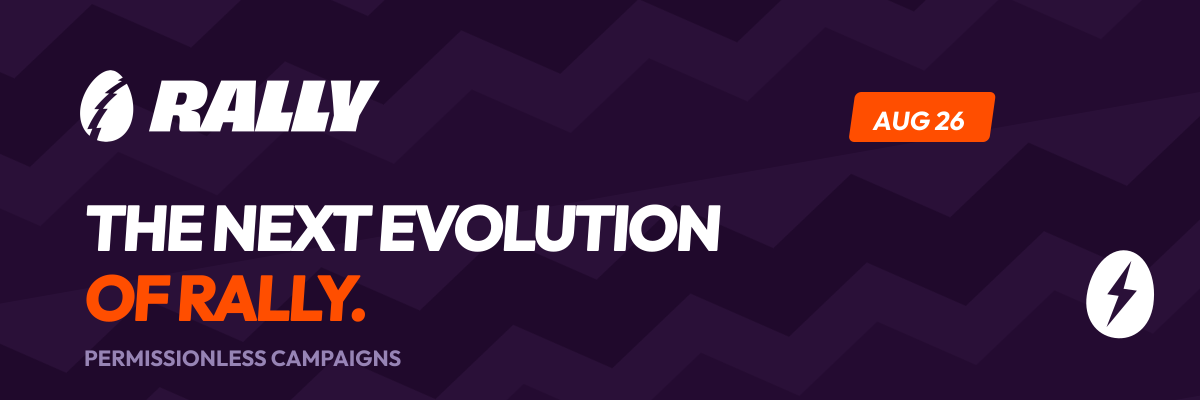 RALLY
AUG 26
THE NEXT EVOLUTION
OF RALLY.
PERMISSIONLESS CAMPAIGNS